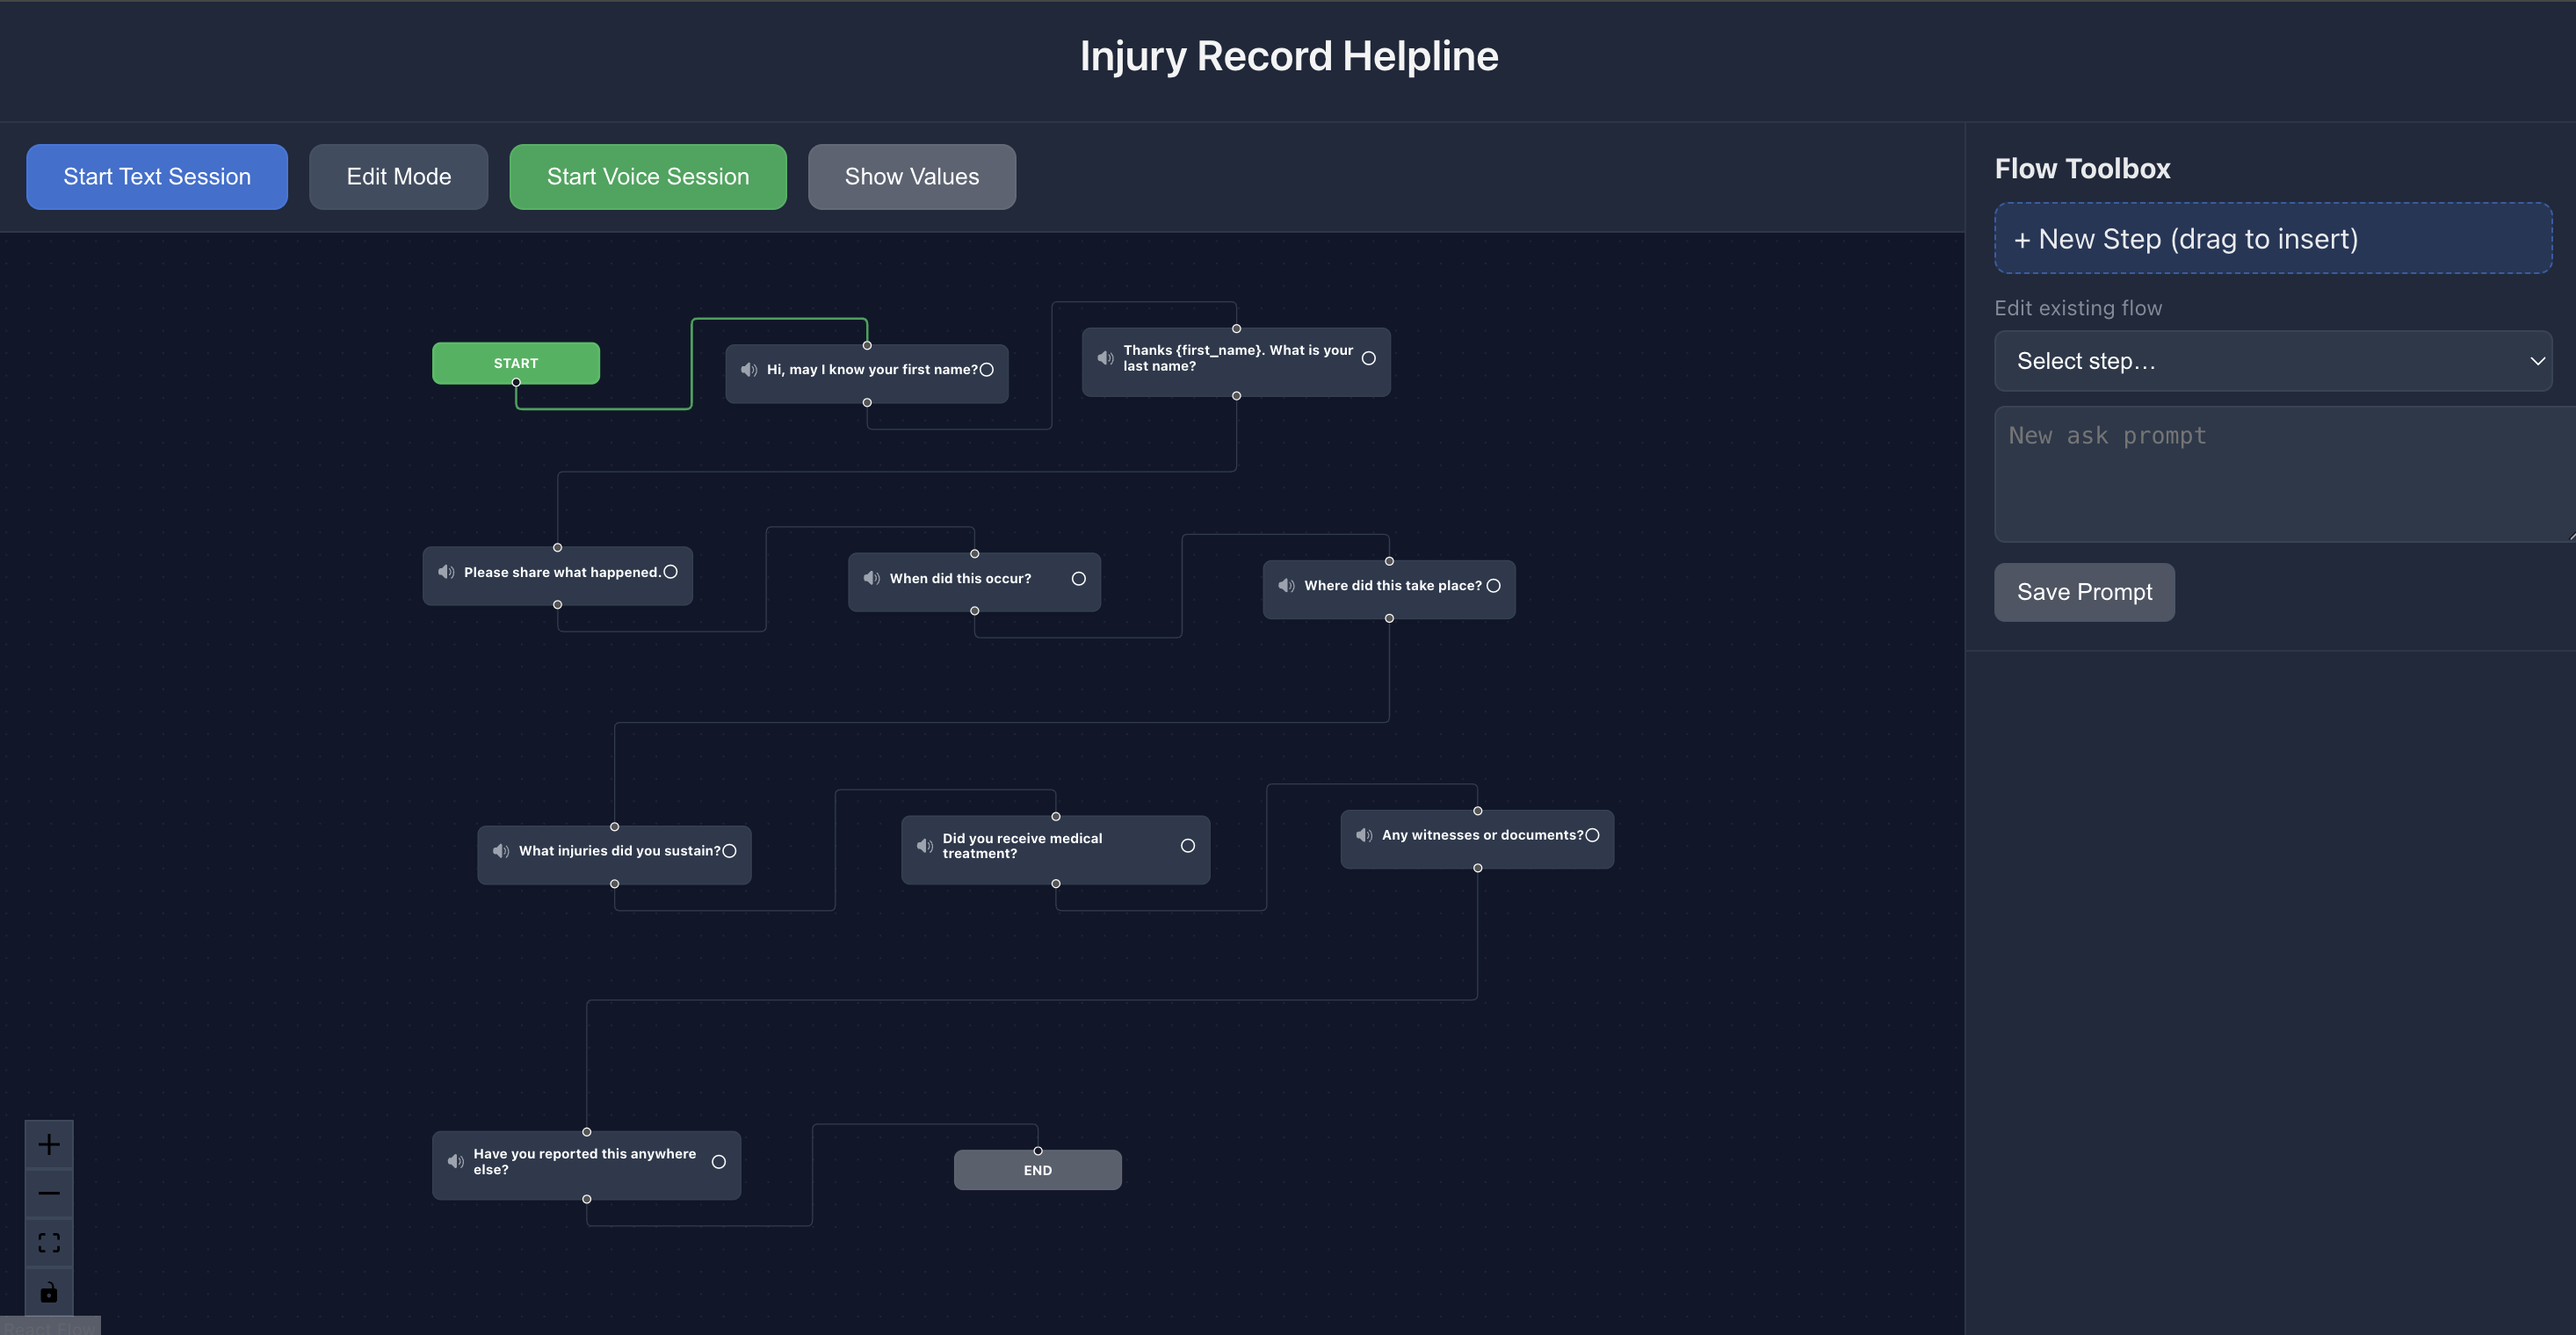 Injury Record Helpline
Start Text Session
Edit Mode
Start Voice Session
Show Values
START
Hi, may I know your first name?
Thanks {first_name}. What is your
last name?
Please share what happened.
When did this occur?
Where did this take place?
What injuries did you sustain?
Did you receive medical
treatment?
Any witnesses or documents?
Have you reported this anywhere
else?
END
React Flow
Flow Toolbox
+ New Step (drag to insert)
Edit existing flow
Select step...
New ask prompt
Save Prompt